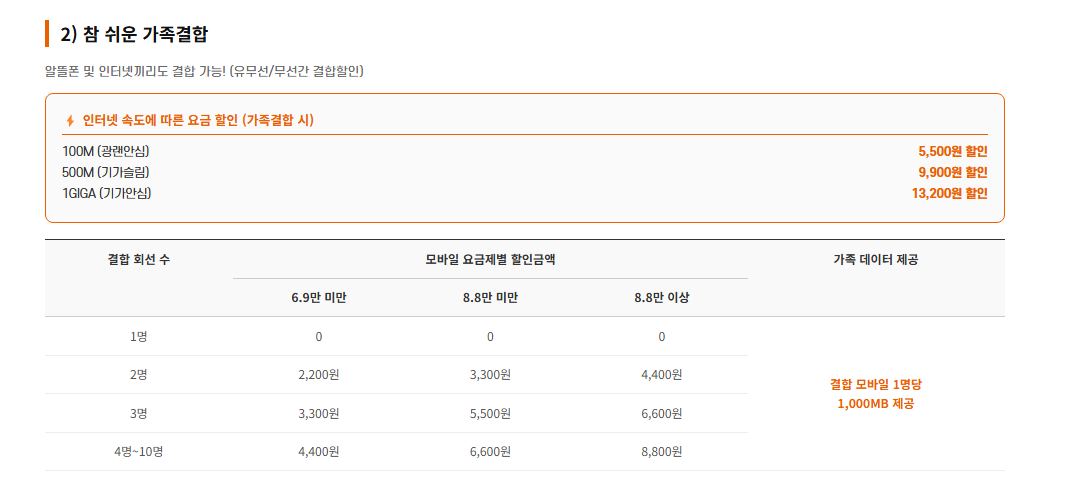 2) 참 쉬운 가족결합
알뜰폰 및 인터넷끼리도 결합 가능! (유무선/무선간 결합할인)
인터넷 속도에 따른 요금 할인 (가족결합 시)
100M (광랜안심) 5,500원 할인
500M (기가슬림) 9,900원 할인
1GIGA (기가안심) 13,200원 할인
결합 회선 수 모바일 요금제별 할인금액 가족 데이터 제공
6.9만 미만 8.8만 미만 8.8만 이상
1명 0 0 0
2명 2,200원 3,300원 4,400원
결합 모바일 1명당
1,000MB 제공
3명 3,300원 5,500원 6,600원
4명~10명 4,400원 6,600원 8,800원